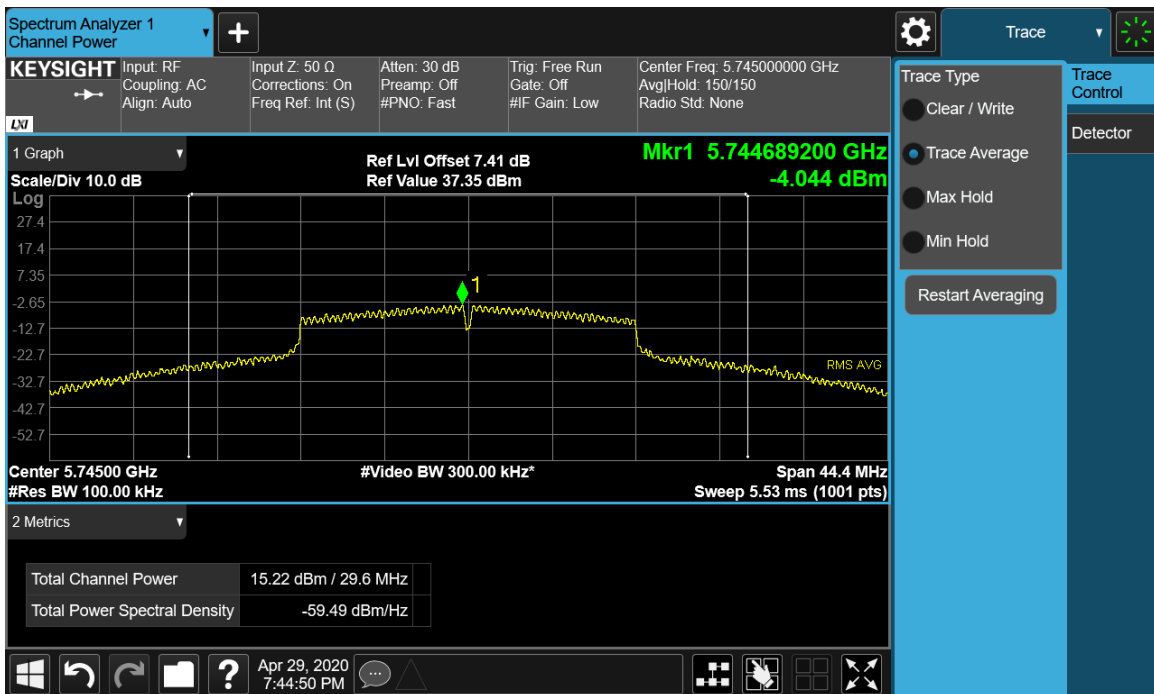 Spectrum Analyzer 1
Channel Power
+
Trace
KEYSIGHT
LXI
Input: RF
Coupling: AC
Align: Auto
Input Z: 50 Ω
Corrections: On
Freq Ref: Int (S)
Atten: 30 dB
Preamp: Off
#PNO: Fast
Trig: Free Run
Gate: Off
#IF Gain: Low
Center Freq: 5.745000000 GHz
Avg|Hold: 150/150
Radio Std: None
1 Graph
Scale/Div 10.0 dB
Ref Lvl Offset 7.41 dB
Ref Value 37.35 dBm
Mkr1 5.744689200 GHz
-4.044 dBm
Log
27.4
17.4
7.35
-2.65
-12.7
-22.7
-32.7
-42.7
-52.7
1
RMS AVG
Center 5.74500 GHz
#Video BW 300.00 kHz*
Span 44.4 MHz
#Res BW 100.00 kHz
Sweep 5.53 ms (1001 pts)
2 Metrics
Total Channel Power 15.22 dBm / 29.6 MHz
Total Power Spectral Density -59.49 dBm/Hz
?
Apr 29, 2020
7:44:50 PM
Trace Type
Clear / Write
Trace Average
Max Hold
Min Hold
Restart Averaging
Trace
Control
Detector